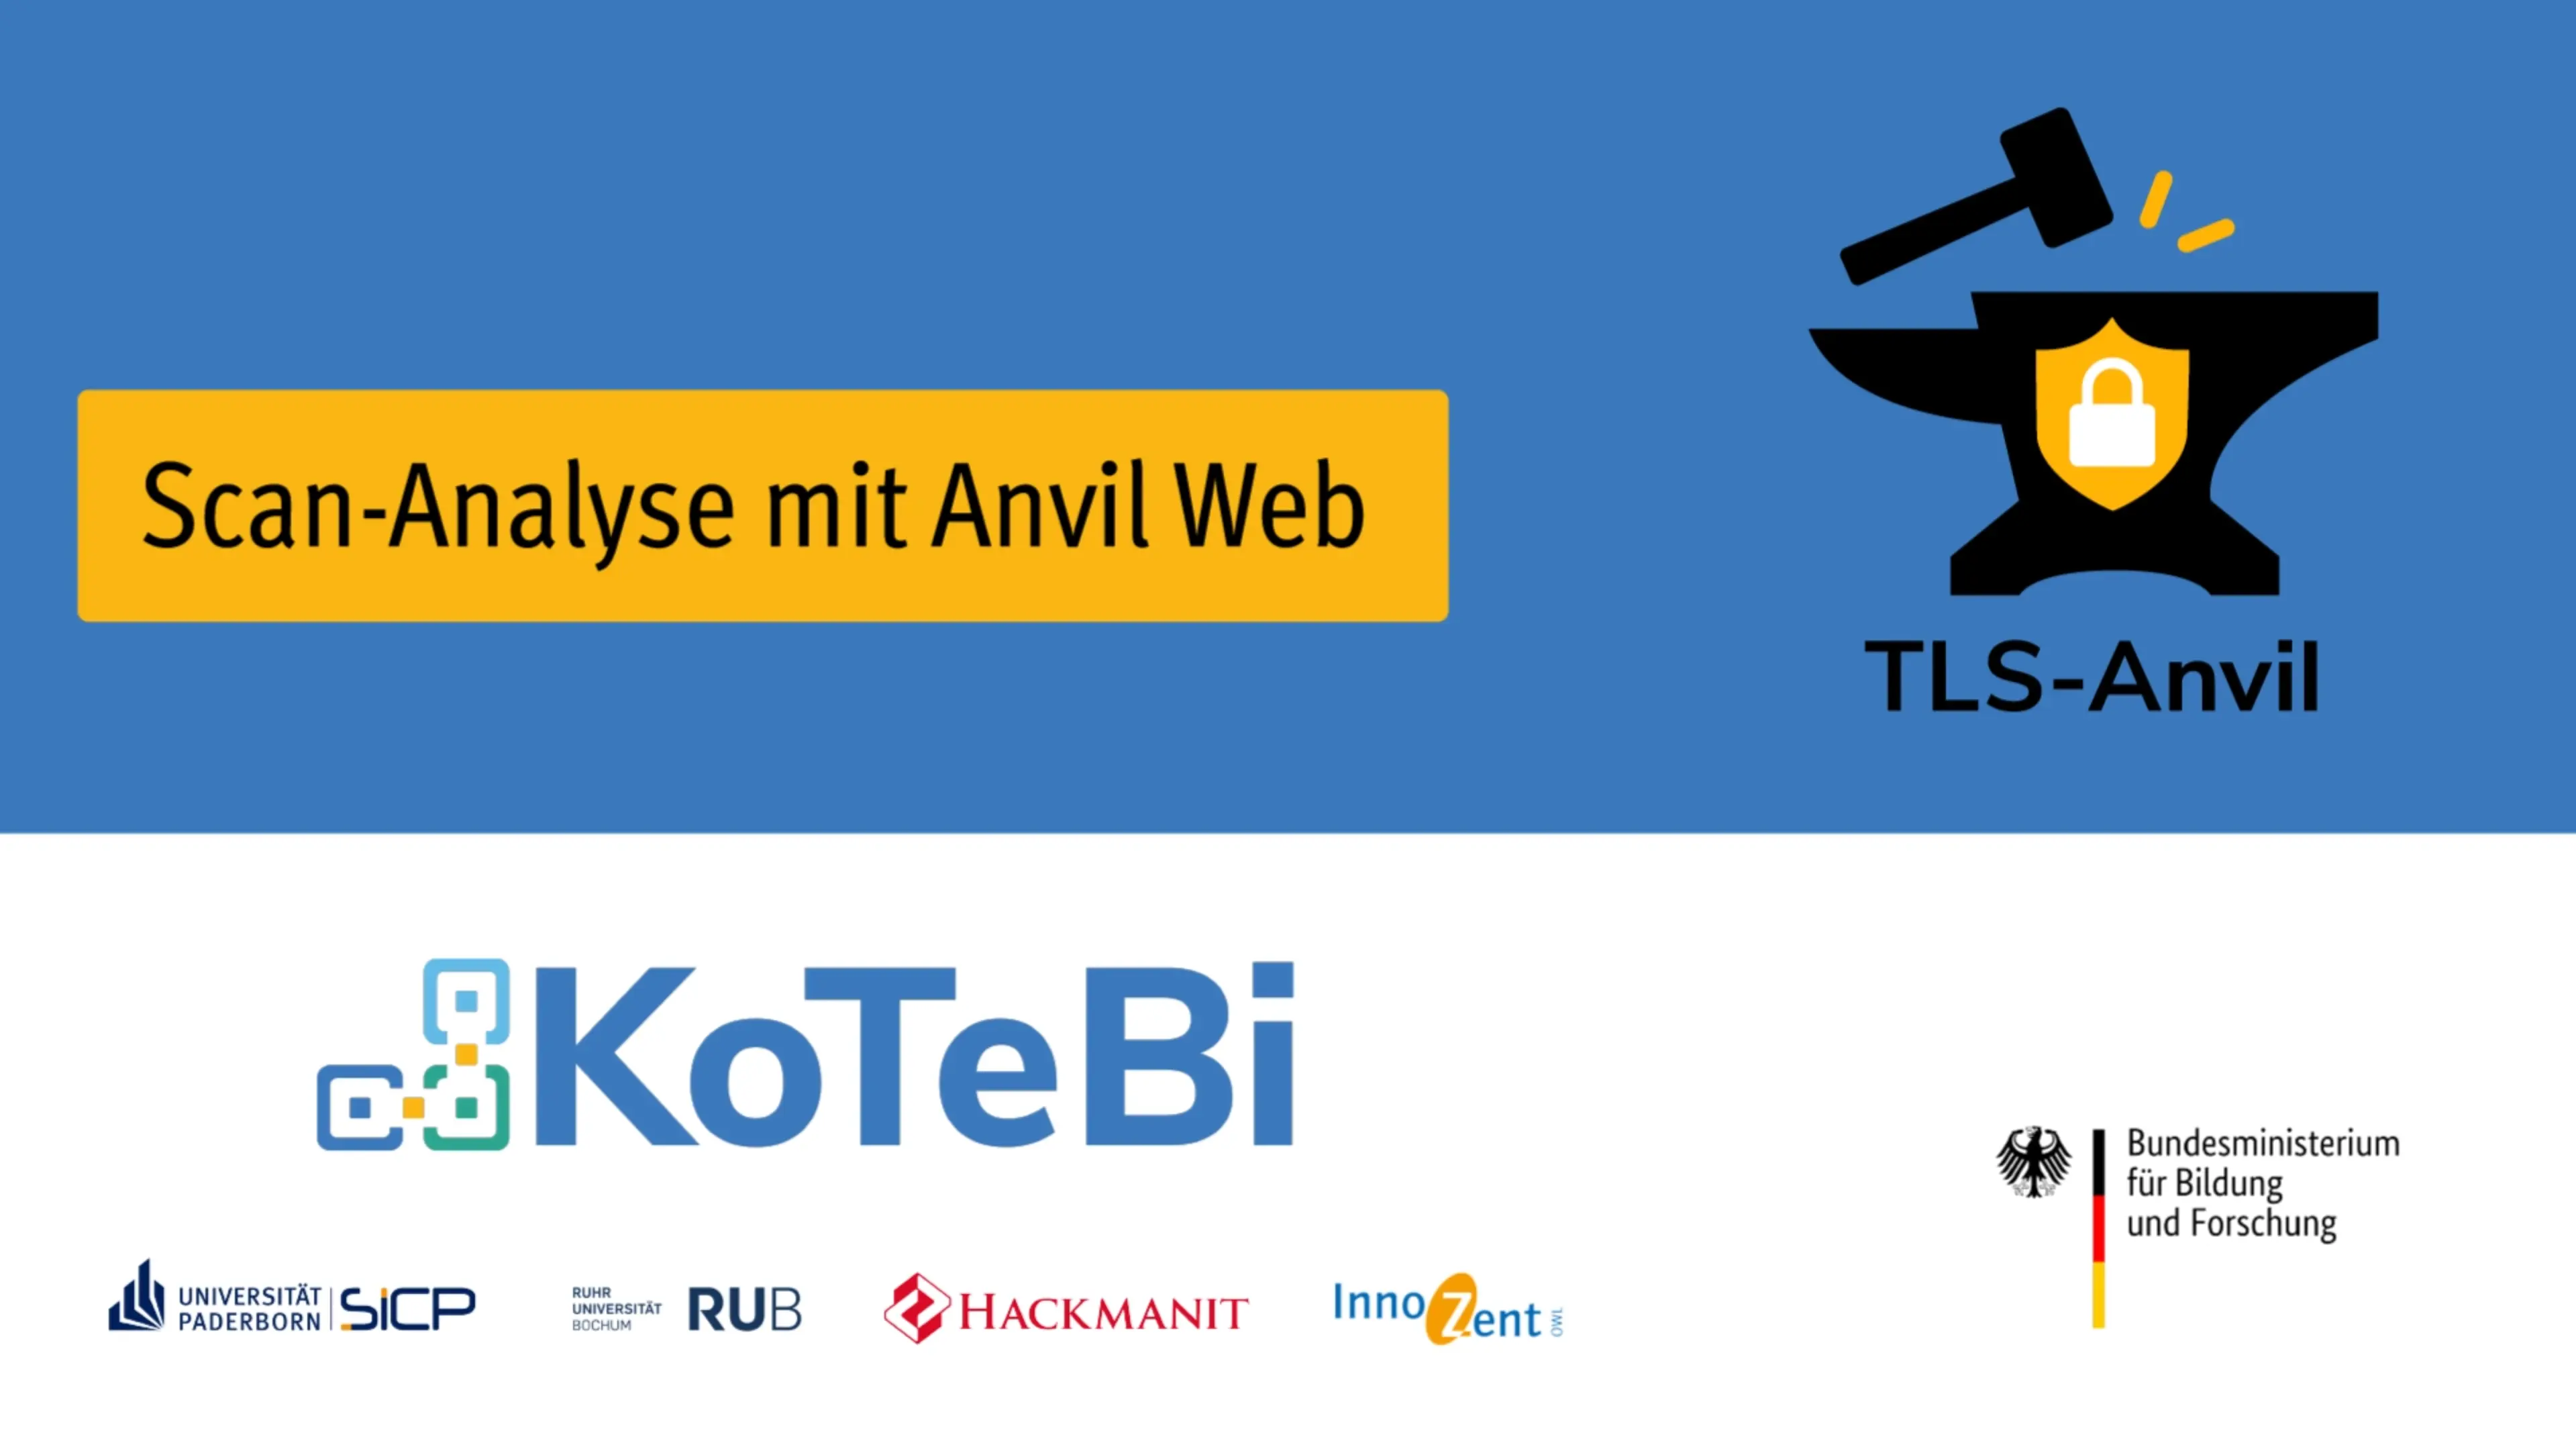 Scan-Analyse mit Anvil Web
TLS-Anvil
KoTeBi
Bundesministerium
für Bildung
und Forschung
UNIVERSITÄT
PADERBORN
SICP
RUHR
UNIVERSITÄT
BOCHUM
RUB
HACKMANIT
InnoZent OWL